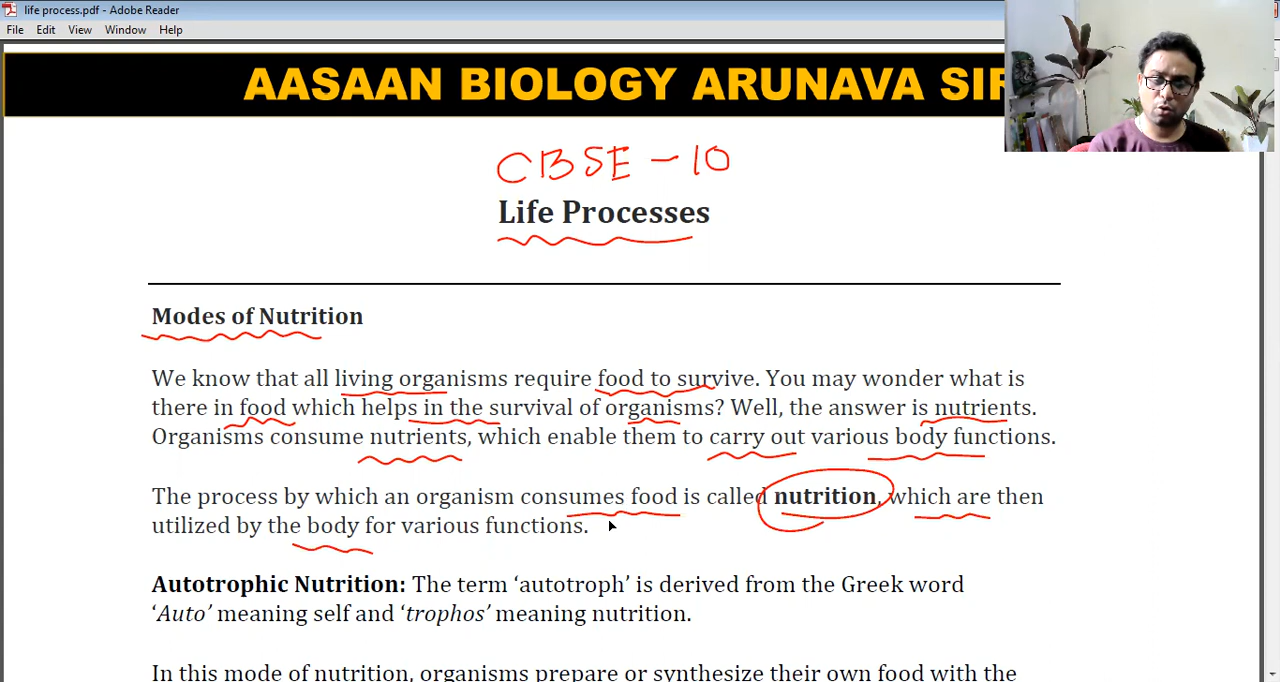 life process.pdf - Adobe Reader
File Edit View Window Help
AASAAN BIOLOGY ARUNAVA SIR
CBSE - 10
Life Processes
Modes of Nutrition
We know that all living organisms require food to survive. You may wonder what is
there in food which helps in the survival of organisms? Well, the answer is nutrients.
Organisms consume nutrients, which enable them to carry out various body functions.
The process by which an organism consumes food is called nutrition, which are then
utilized by the body for various functions.
Autotrophic Nutrition: The term ‘autotroph’ is derived from the Greek word
‘Auto’ meaning self and ‘trophos’ meaning nutrition.
In this mode of nutrition, organisms prepare or synthesize their own food with the